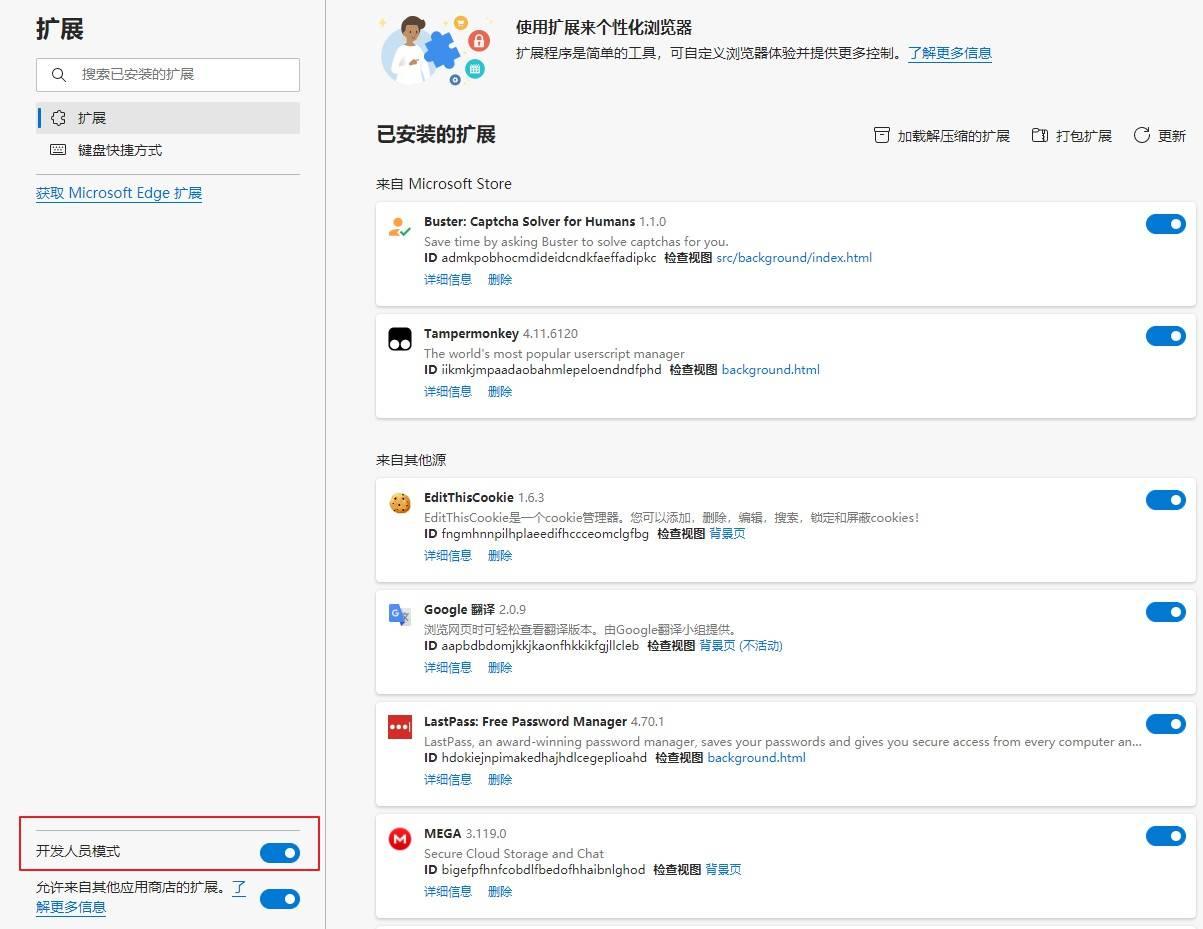 扩展
搜索已安装的扩展
扩展
键盘快捷方式
获取 Microsoft Edge 扩展
开发人员模式
允许来自其他应用商店的扩展。了
解更多信息
使用扩展来个性化浏览器
扩展程序是简单的工具，可自定义浏览器体验并提供更多控制。了解更多信息
已安装的扩展
加载解压缩的扩展 打包扩展 更新
来自 Microsoft Store
Buster: Captcha Solver for Humans 1.1.0
Save time by asking Buster to solve captchas for you.
ID admkpobhocmdideidcndkfaeffadipkc 检查视图 src/background/index.html
详细信息 删除
Tampermonkey 4.11.6120
The world's most popular userscript manager
ID iikmkjmpaadaobahmlepeloendndfphd 检查视图 background.html
详细信息 删除
来自其他源
EditThisCookie 1.6.3
EditThisCookie是一个cookie管理器。您可以添加，删除，编辑，搜索，锁定和屏蔽cookies！
ID fngmhnnpilhplaeedifhccceomclgfbg 检查视图 背景页
详细信息 删除
Google 翻译 2.0.9
浏览网页时可轻松查看翻译版本。由Google翻译小组提供。
ID aapbdbdomjkkjkaonfhkkikfgjllcleb 检查视图 背景页 (不活动)
详细信息 删除
LastPass: Free Password Manager 4.70.1
LastPass, an award-winning password manager, saves your passwords and gives you secure access from every computer an...
ID hdokiejnpimakedhajhdlcegeplioahd 检查视图 background.html
详细信息 删除
MEGA 3.119.0
Secure Cloud Storage and Chat
ID bigefpfhnfcobdlfbedofhhaibnlghod 检查视图 背景页
详细信息 删除